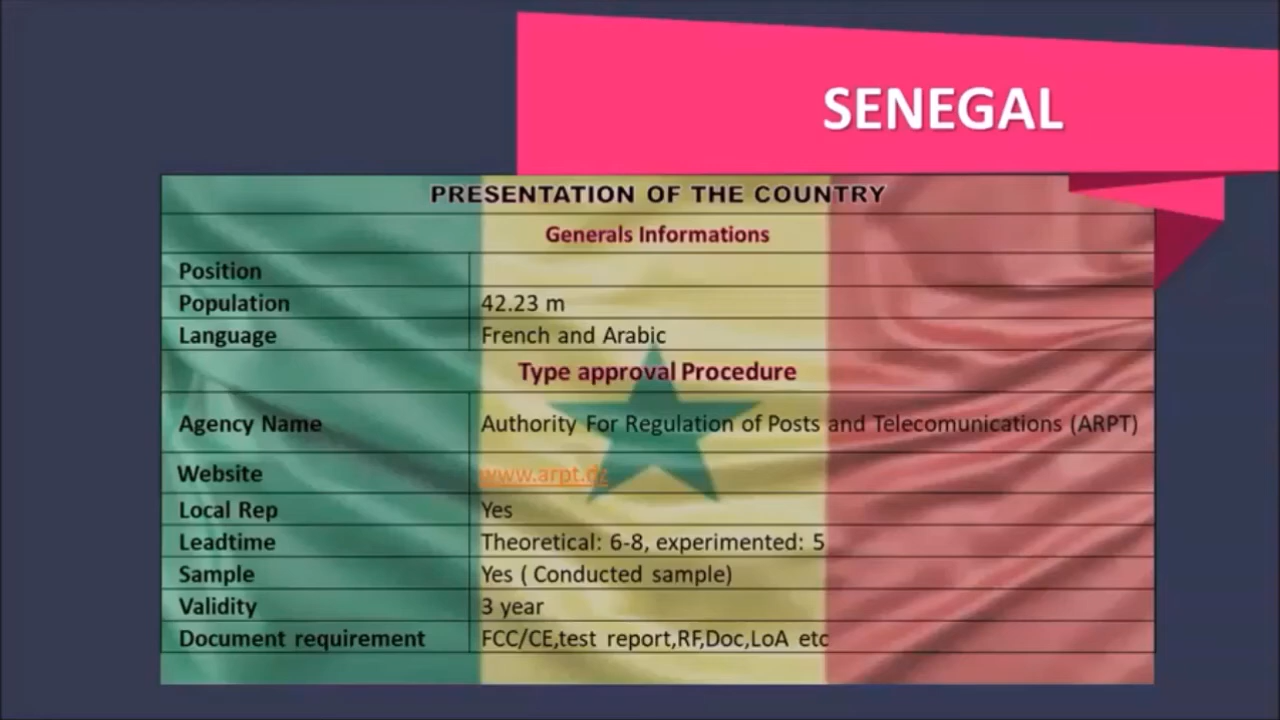 SENEGAL
PRESENTATION OF THE COUNTRY
Generals Informations
Position
Population 42.23 m
Language French and Arabic
Type approval Procedure
Agency Name Authority For Regulation of Posts and Telecomunications (ARPT)
Website www.arpt.dz
Local Rep Yes
Leadtime Theoretical: 6-8, experimented: 5
Sample Yes ( Conducted sample)
Validity 3 year
Document requirement FCC/CE,test report,RF,Doc,LoA etc